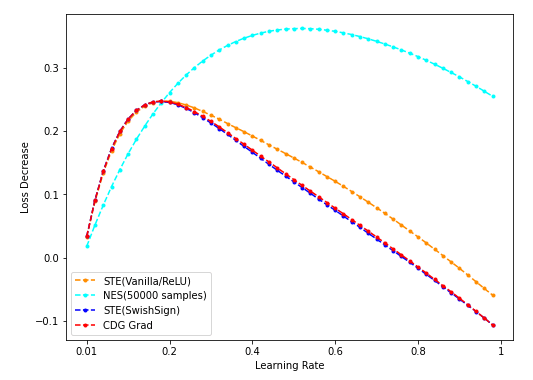 Loss Decrease
0.3
0.2
0.1
0.0
−0.1
STE(Vanilla/ReLU)
NES(50000 samples)
STE(SwishSign)
CDG Grad
0.01 0.2 0.4 0.6 0.8 1
Learning Rate